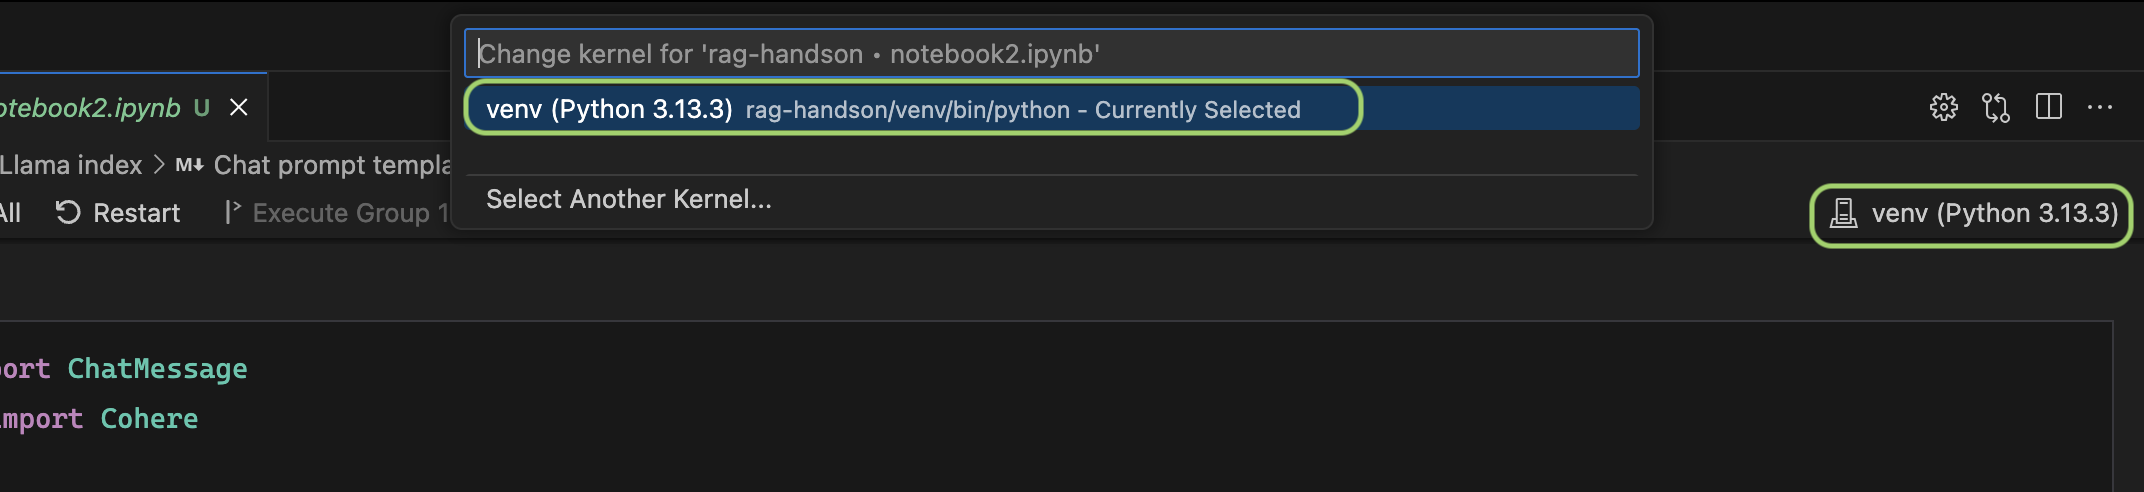 Change kernel for 'rag-handson • notebook2.ipynb'
otebook2.ipynb U
venv (Python 3.13.3) rag-handson/venv/bin/python - Currently Selected
Llama index > M↓ Chat prompt templa
Select Another Kernel...
All Restart Execute Group 1
venv (Python 3.13.3)
port ChatMessage
import Cohere